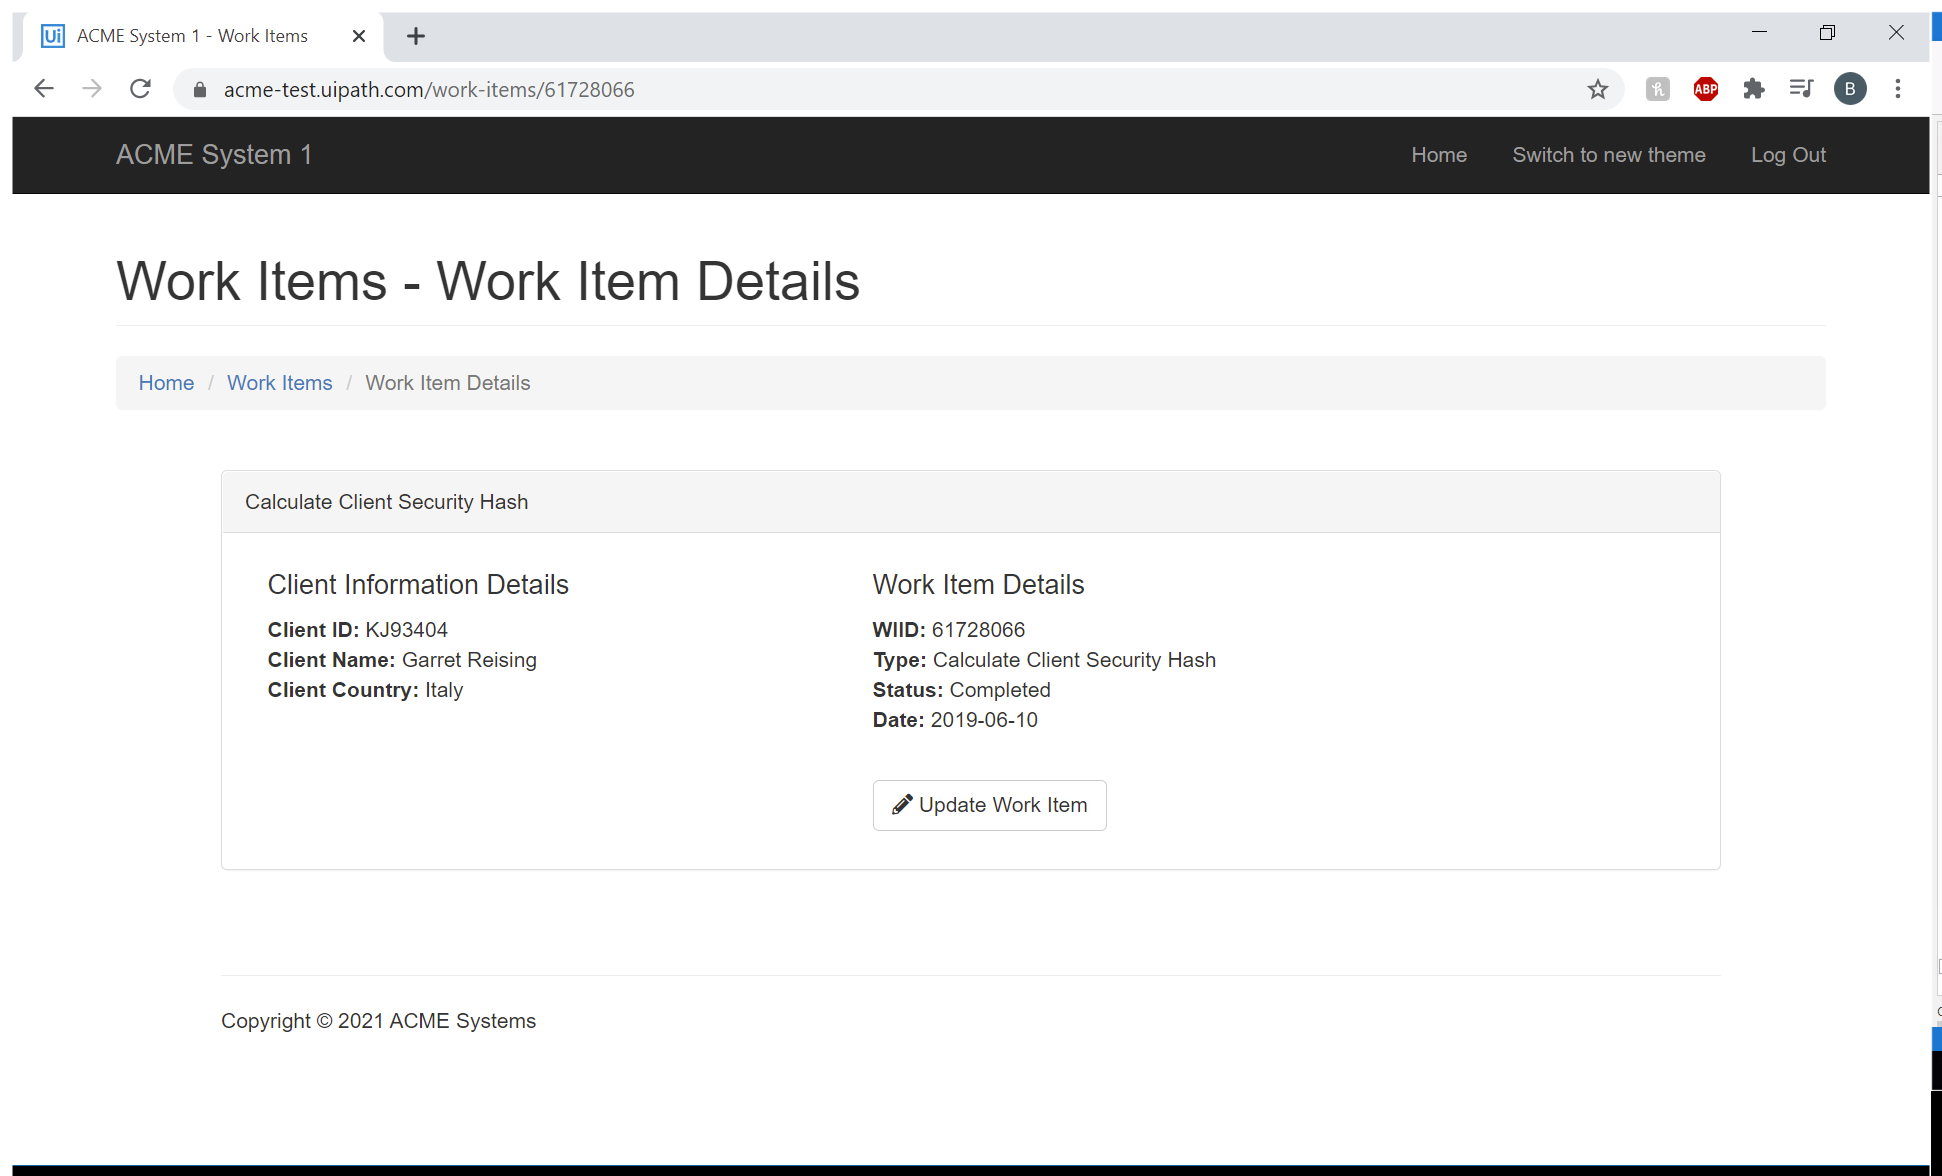 Ui ACME System 1 - Work Items
acme-test.uipath.com/work-items/61728066
ABP
B
ACME System 1 Home Switch to new theme Log Out
Work Items - Work Item Details
Home / Work Items / Work Item Details
Calculate Client Security Hash
Client Information Details
Client ID: KJ93404
Client Name: Garret Reising
Client Country: Italy
Work Item Details
WIID: 61728066
Type: Calculate Client Security Hash
Status: Completed
Date: 2019-06-10
Update Work Item
Copyright © 2021 ACME Systems